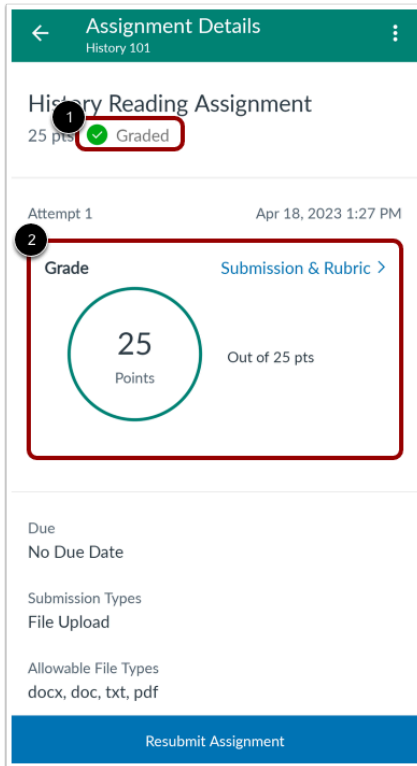 Assignment Details
History 101
History Reading Assignment
1
25 pts Graded
Attempt 1 Apr 18, 2023 1:27 PM
2
Grade Submission & Rubric >
25
Points
Out of 25 pts
Due
No Due Date
Submission Types
File Upload
Allowable File Types
docx, doc, txt, pdf
Resubmit Assignment